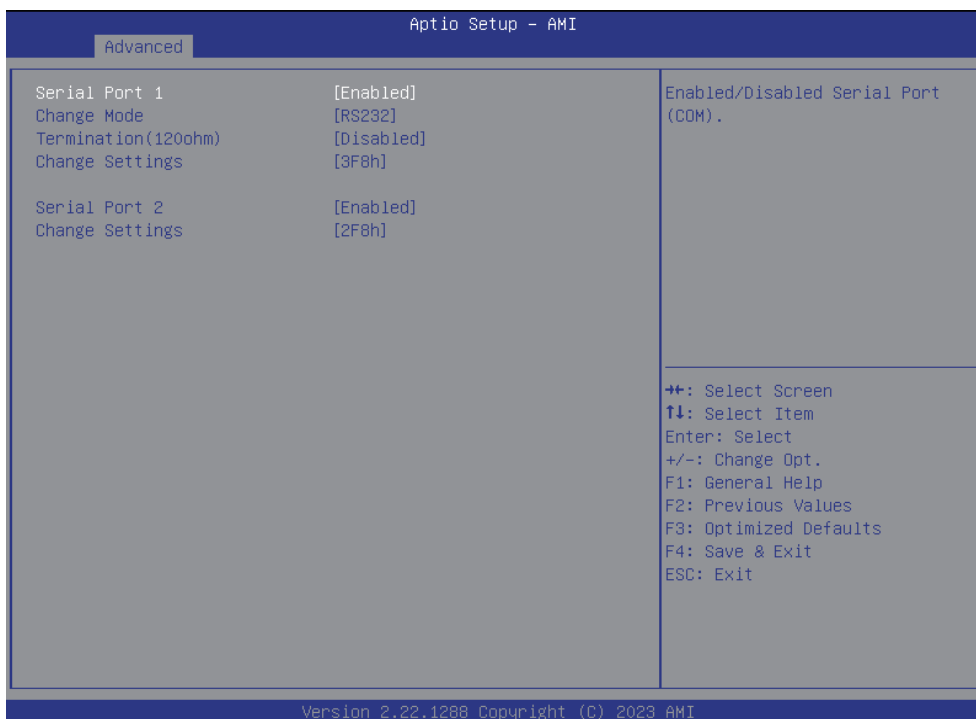 Aptio Setup – AMI
Advanced
Serial Port 1 [Enabled]
Change Mode [RS232]
Termination(120ohm) [Disabled]
Change Settings [3F8h]
Serial Port 2 [Enabled]
Change Settings [2F8h]
Enabled/Disabled Serial Port
(COM).
→←: Select Screen
↑↓: Select Item
Enter: Select
+/-: Change Opt.
F1: General Help
F2: Previous Values
F3: Optimized Defaults
F4: Save & Exit
ESC: Exit
Version 2.22.1288 Copyright (C) 2023 AMI